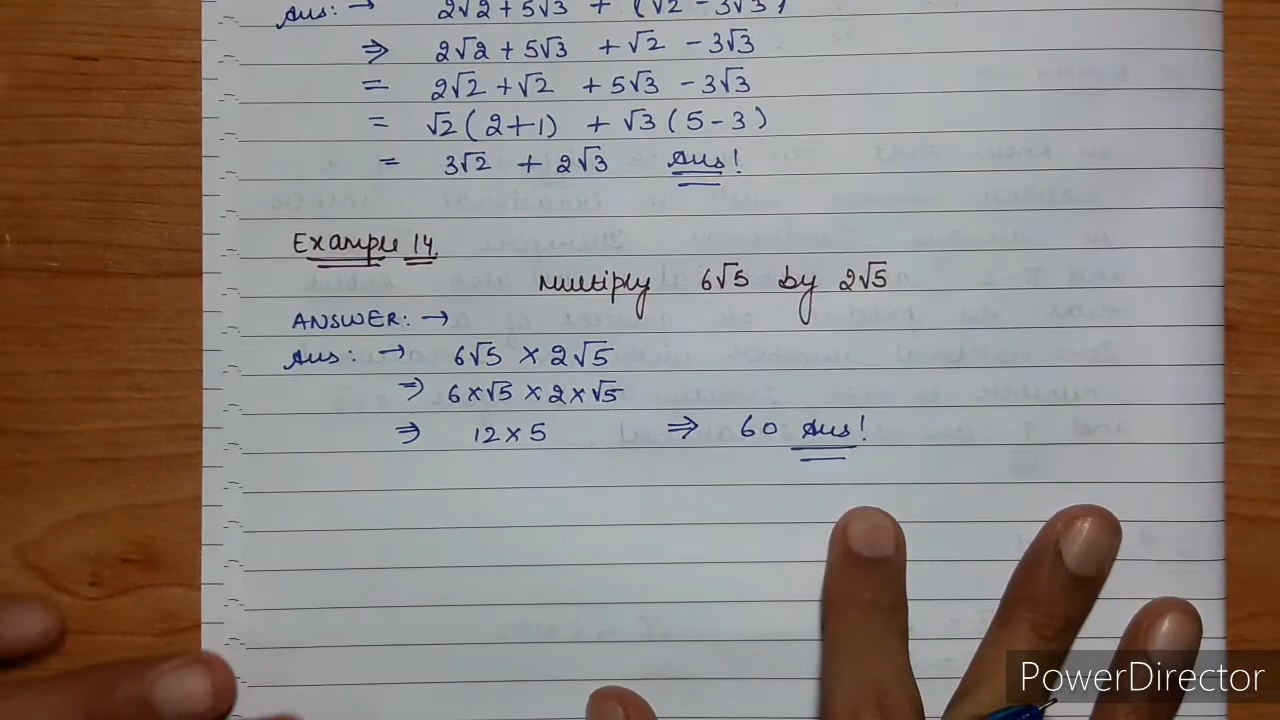 Ans: → 2√2 + 5√3 + (√2 - 3√3)
⇒ 2√2 + 5√3 + √2 - 3√3
= 2√2 + √2 + 5√3 - 3√3
= √2 ( 2+1 ) + √3 ( 5 - 3 )
= 3√2 + 2√3 Ans!
Example 14.
Multiply 6√5 by 2√5
ANSWER: →
Ans: → 6√5 × 2√5
⇒ 6×√5 × 2×√5
⇒ 12×5 ⇒ 60 Ans!
PowerDirector